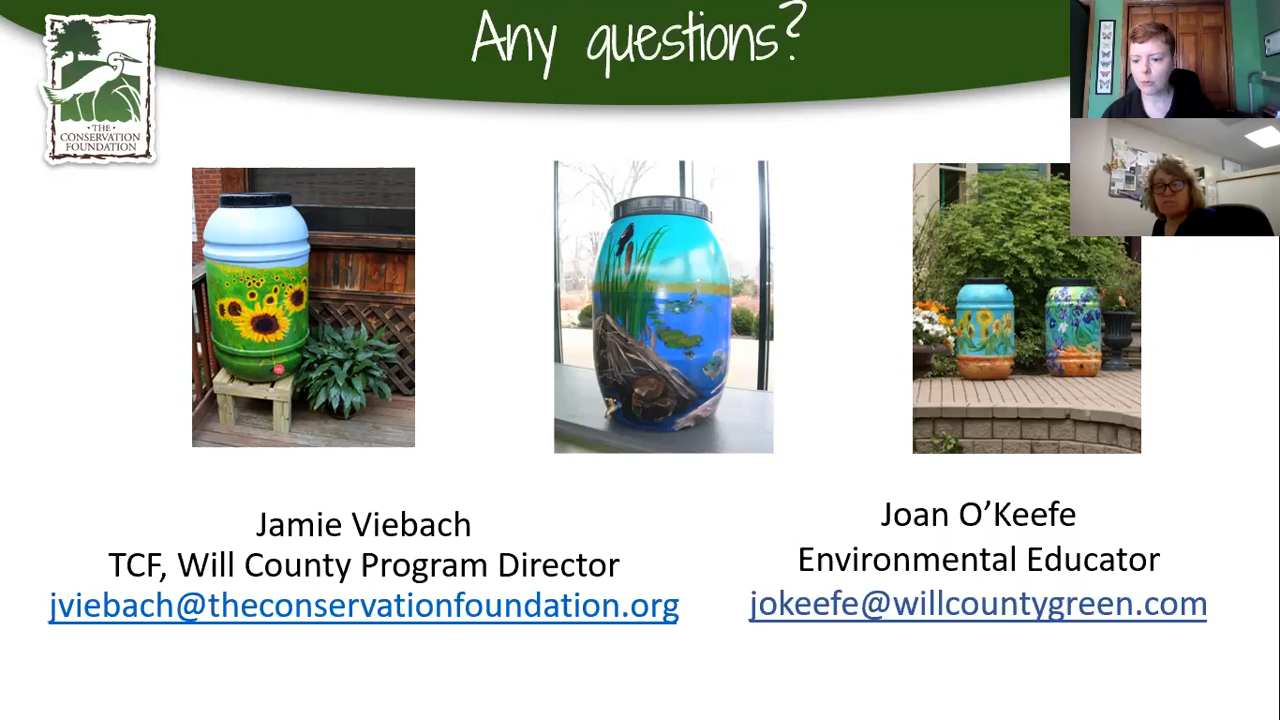 Any questions?
THE
CONSERVATION
FOUNDATION
Jamie Viebach
TCF, Will County Program Director
jviebach@theconservationfoundation.org
Joan O’Keefe
Environmental Educator
jokeefe@willcountygreen.com